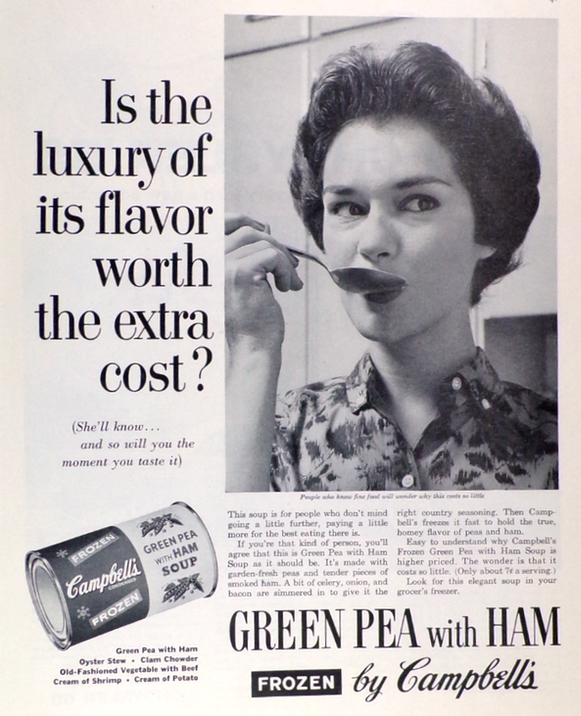 Is the
luxury of
its flavor
worth
the extra
cost?
(She'll know...
and so will you the
moment you taste it)
People who know fine food will wonder why this costs so little
This soup is for people who don't mind
going a little further, paying a little
more for the best eating there is.
If you're that kind of person, you'll
agree that this is Green Pea with Ham
Soup as it should be. It's made with
garden-fresh peas and tender pieces of
smoked ham. A bit of celery, onion, and
bacon are simmered in to give it the
right country seasoning. Then Camp-
bell's freezes it fast to hold the true,
homey flavor of peas and ham.
Easy to understand why Campbell's
Frozen Green Pea with Ham Soup is
higher priced. The wonder is that it
costs so little. (Only about 7¢ a serving.)
Look for this elegant soup in your
grocer's freezer.
FROZEN
Campbell's
CONDENSED
FROZEN
GREEN PEA
WITH HAM
SOUP
Green Pea with Ham
Oyster Stew • Clam Chowder
Old-Fashioned Vegetable with Beef
Cream of Shrimp • Cream of Potato
GREEN PEA with HAM
FROZEN by Campbell's